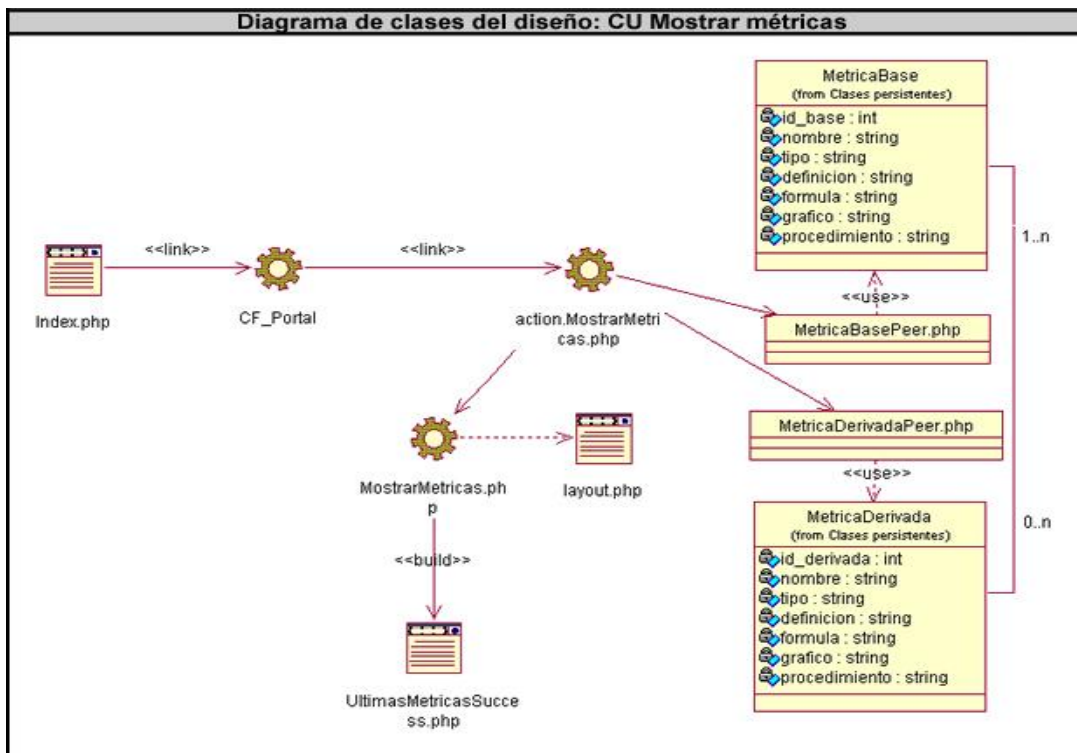 Diagrama de clases del diseño: CU Mostrar métricas
MetricaBase
(from Clases persistentes)
id_base : int
nombre : string
tipo : string
definicion : string
formula : string
grafico : string
procedimiento : string
1..n
<<link>>
<<link>>
Index.php
CF_Portal
action.MostrarMetri
cas.php
<<use>>
MetricaBasePeer.php
MetricaDerivadaPeer.php
<<use>>
MostrarMetricas.ph
p
layout.php
<<build>>
UltimasMetricasSucce
ss.php
MetricaDerivada
(from Clases persistentes)
id_derivada : int
nombre : string
tipo : string
definicion : string
formula : string
grafico : string
procedimiento : string
0..n